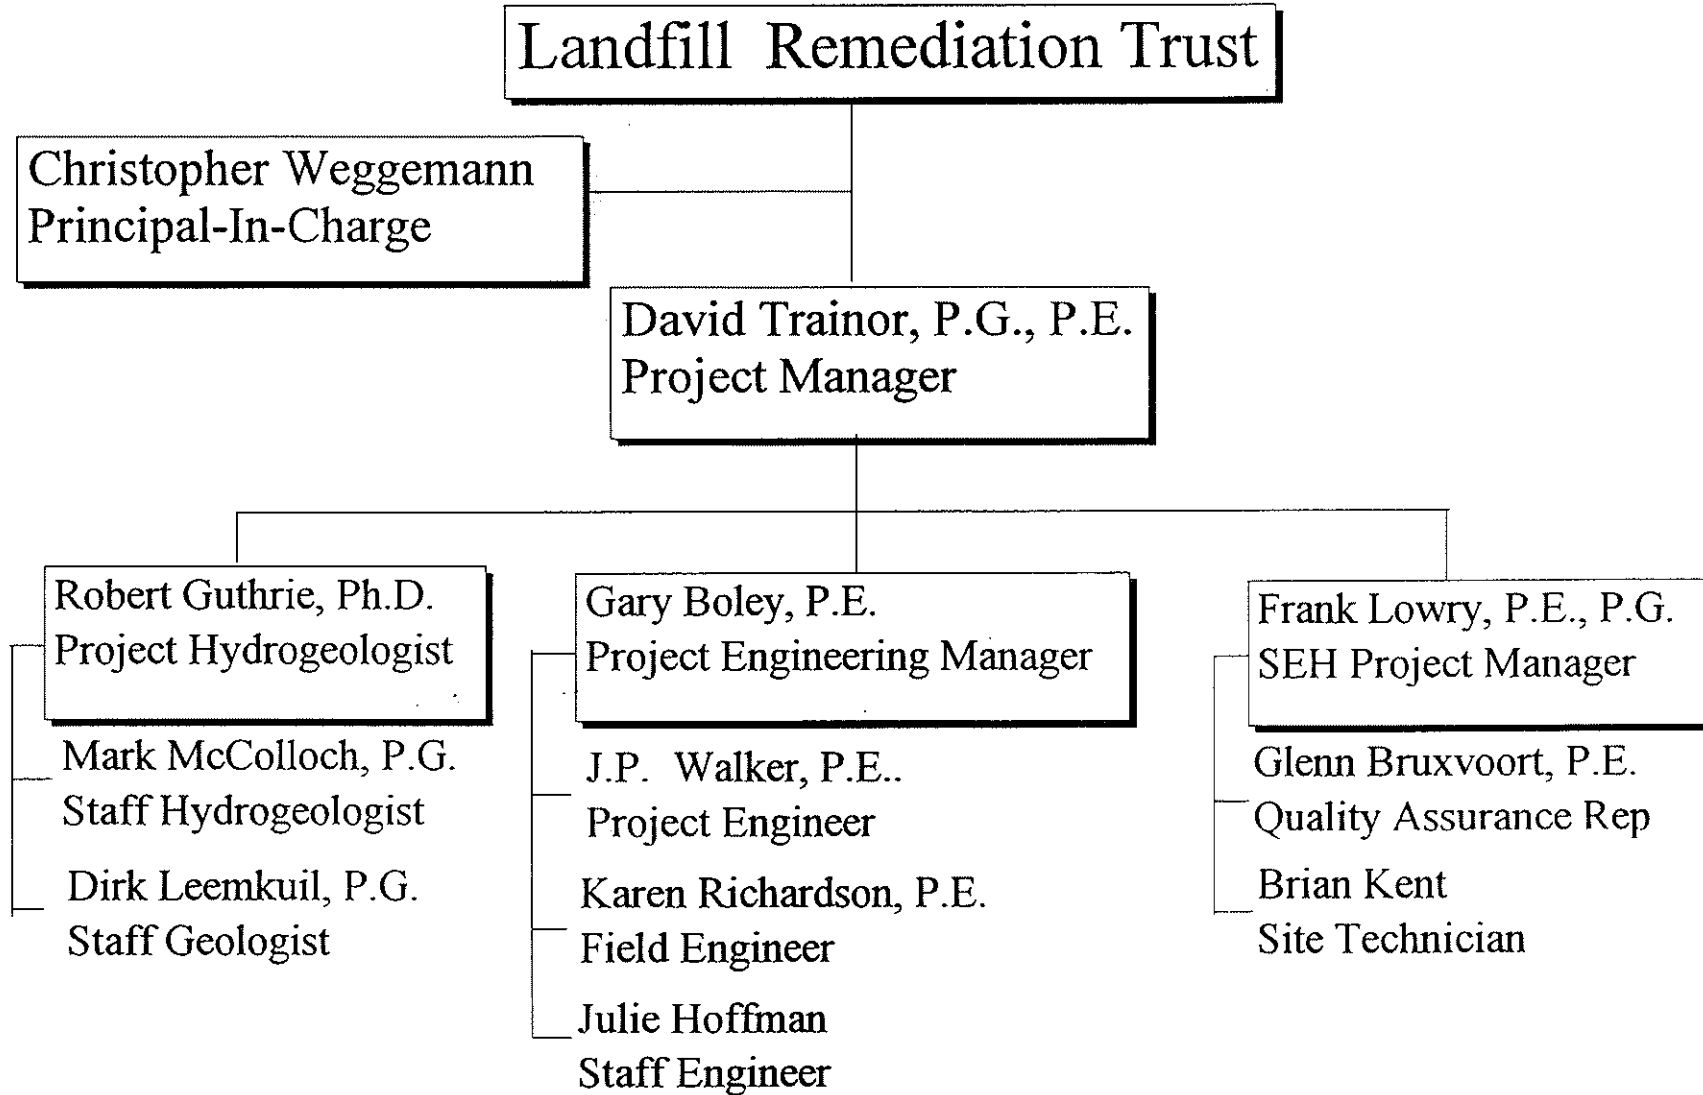 Landfill Remediation Trust
Christopher Weggemann
Principal-In-Charge
David Trainor, P.G., P.E.
Project Manager
Robert Guthrie, Ph.D.
Project Hydrogeologist
Mark McColloch, P.G.
Staff Hydrogeologist
Dirk Leemkuil, P.G.
Staff Geologist
Gary Boley, P.E.
Project Engineering Manager
J.P. Walker, P.E..
Project Engineer
Karen Richardson, P.E.
Field Engineer
Julie Hoffman
Staff Engineer
Frank Lowry, P.E., P.G.
SEH Project Manager
Glenn Bruxvoort, P.E.
Quality Assurance Rep
Brian Kent
Site Technician